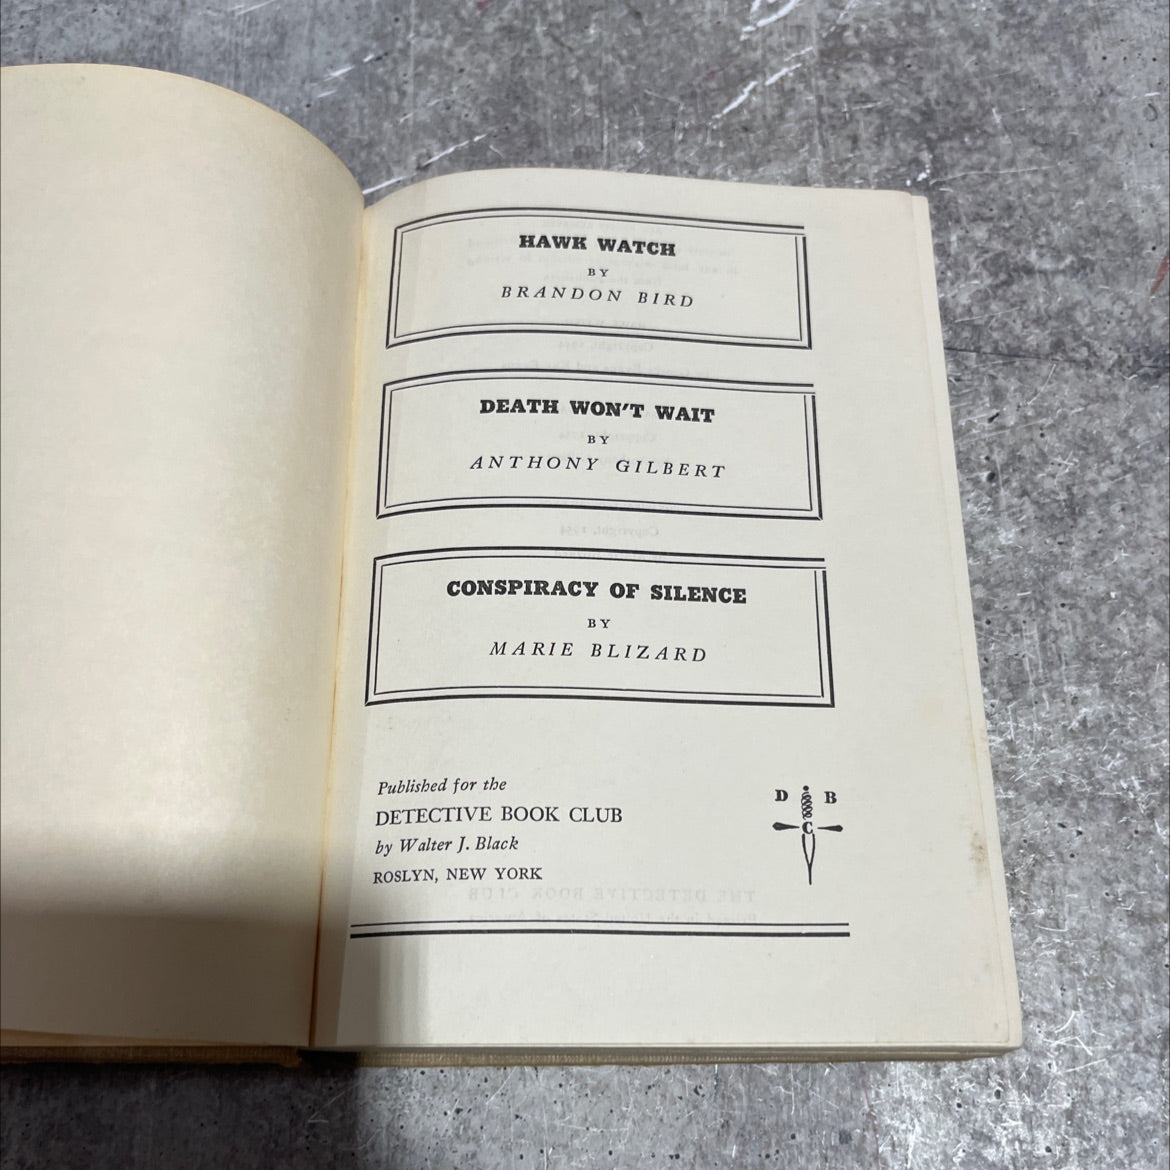 HAWK WATCH
BY
BRANDON BIRD
DEATH WON'T WAIT
BY
ANTHONY GILBERT
CONSPIRACY OF SILENCE
BY
MARIE BLIZARD
Published for the
DETECTIVE BOOK CLUB
by Walter J. Black
ROSLYN, NEW YORK
D B
C